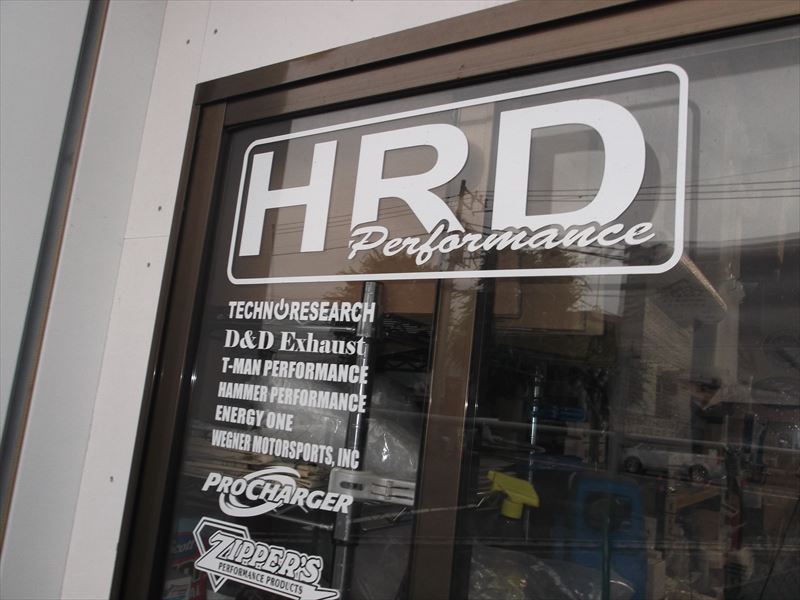 HRD
Performance
TECHNORESEARCH
D&D Exhaust
T-MAN PERFORMANCE
HAMMER PERFORMANCE
ENERGY ONE
WEGNER MOTORSPORTS, INC
PROCHARGER
ZIPPER'S
PERFORMANCE PRODUCTS